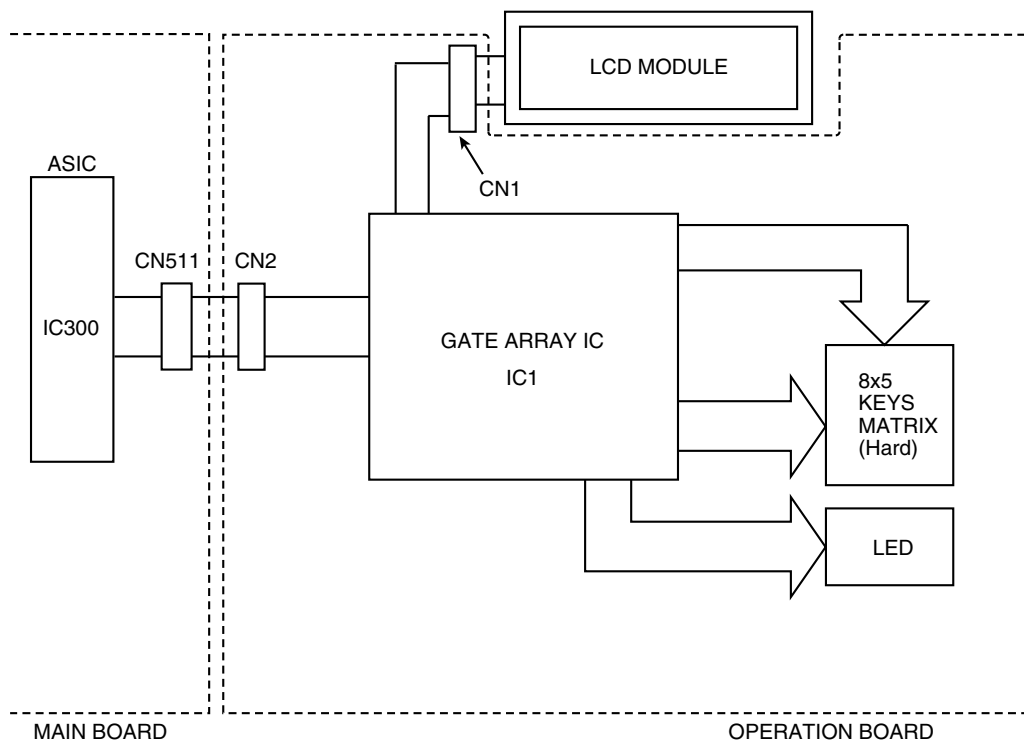 LCD MODULE
CN1
ASIC
IC300
CN511
CN2
GATE ARRAY IC
IC1
8x5
KEYS
MATRIX
(Hard)
LED
MAIN BOARD
OPERATION BOARD